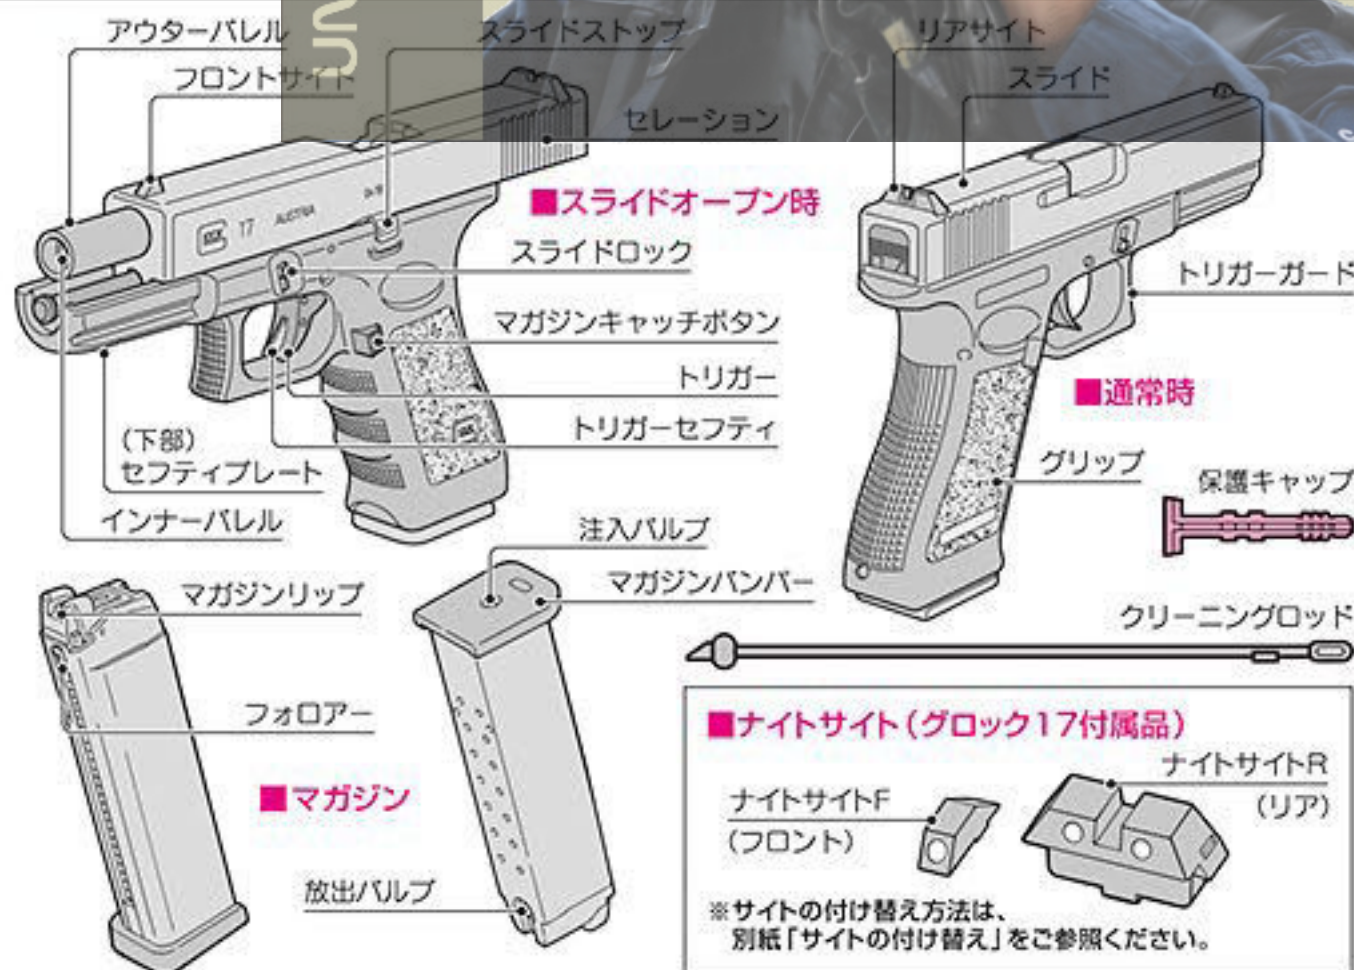 アウターバレル
スライドストップ
リアサイト
フロントサイト
スライド
セレーション
■スライドオープン時
17 AUSTRIA
スライドロック
トリガーガード
マガジンキャッチボタン
トリガー
■通常時
トリガーセフティ
(下部)
セフティプレート
グリップ
保護キャップ
インナーバレル
注入バルブ
マガジンリップ
マガジンバンパー
クリーニングロッド
フォロアー
■マガジン
放出バルブ
■ナイトサイト(グロック17付属品)
ナイトサイトR
(リア)
ナイトサイトF
(フロント)
※サイトの付け替え方法は、
別紙「サイトの付け替え」をご参照ください。